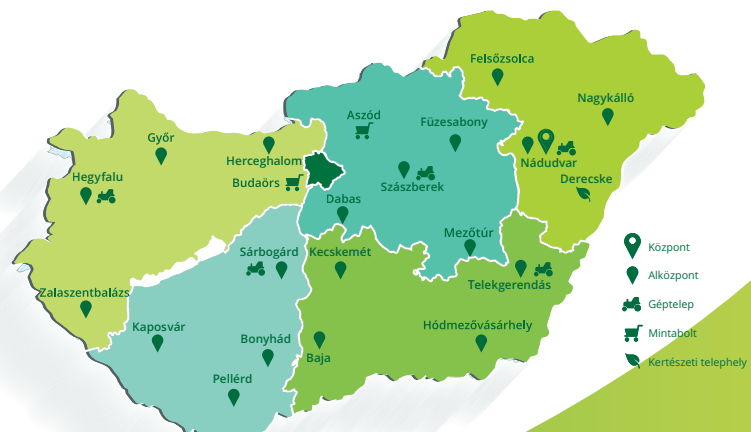 Felsőzsolca
Nagykálló
Aszód
Füzesabony
Győr
Herceghalom
Nádudvar
Hegyfalu
Budaörs
Szászberek
Derecske
Dabas
Mezőtúr
Sárbogárd
Kecskemét
Központ
Alközpont
Telekgerendás
Zalaszentbalázs
Géptelep
Kaposvár
Hódmezővásárhely
Mintabolt
Bonyhád
Baja
Kertészeti telephely
Pellérd